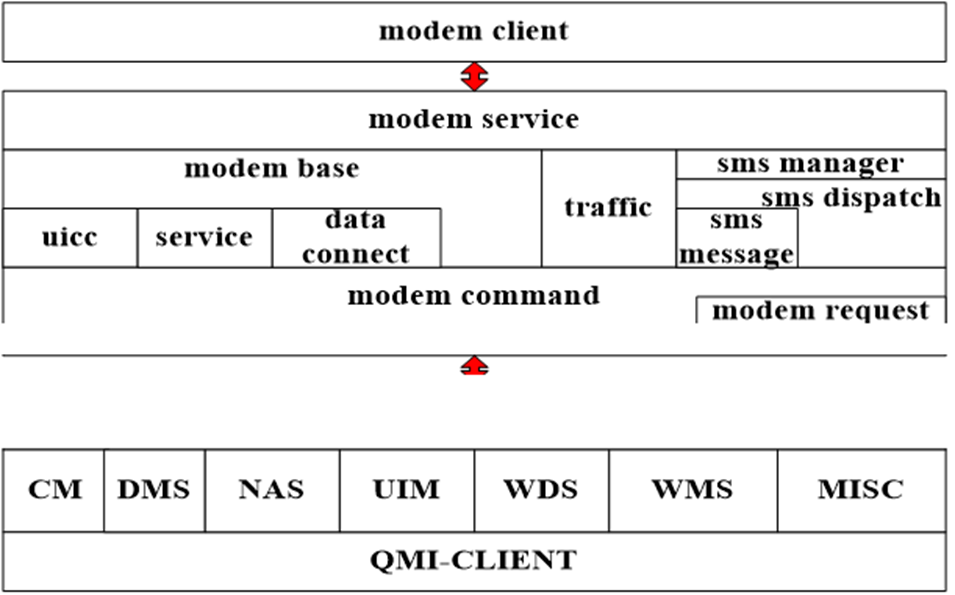 modem client
modem service
modem base
traffic
sms manager
sms dispatch
uicc
service
data
connect
sms
message
modem command
modem request
CM
DMS
NAS
UIM
WDS
WMS
MISC
QMI-CLIENT